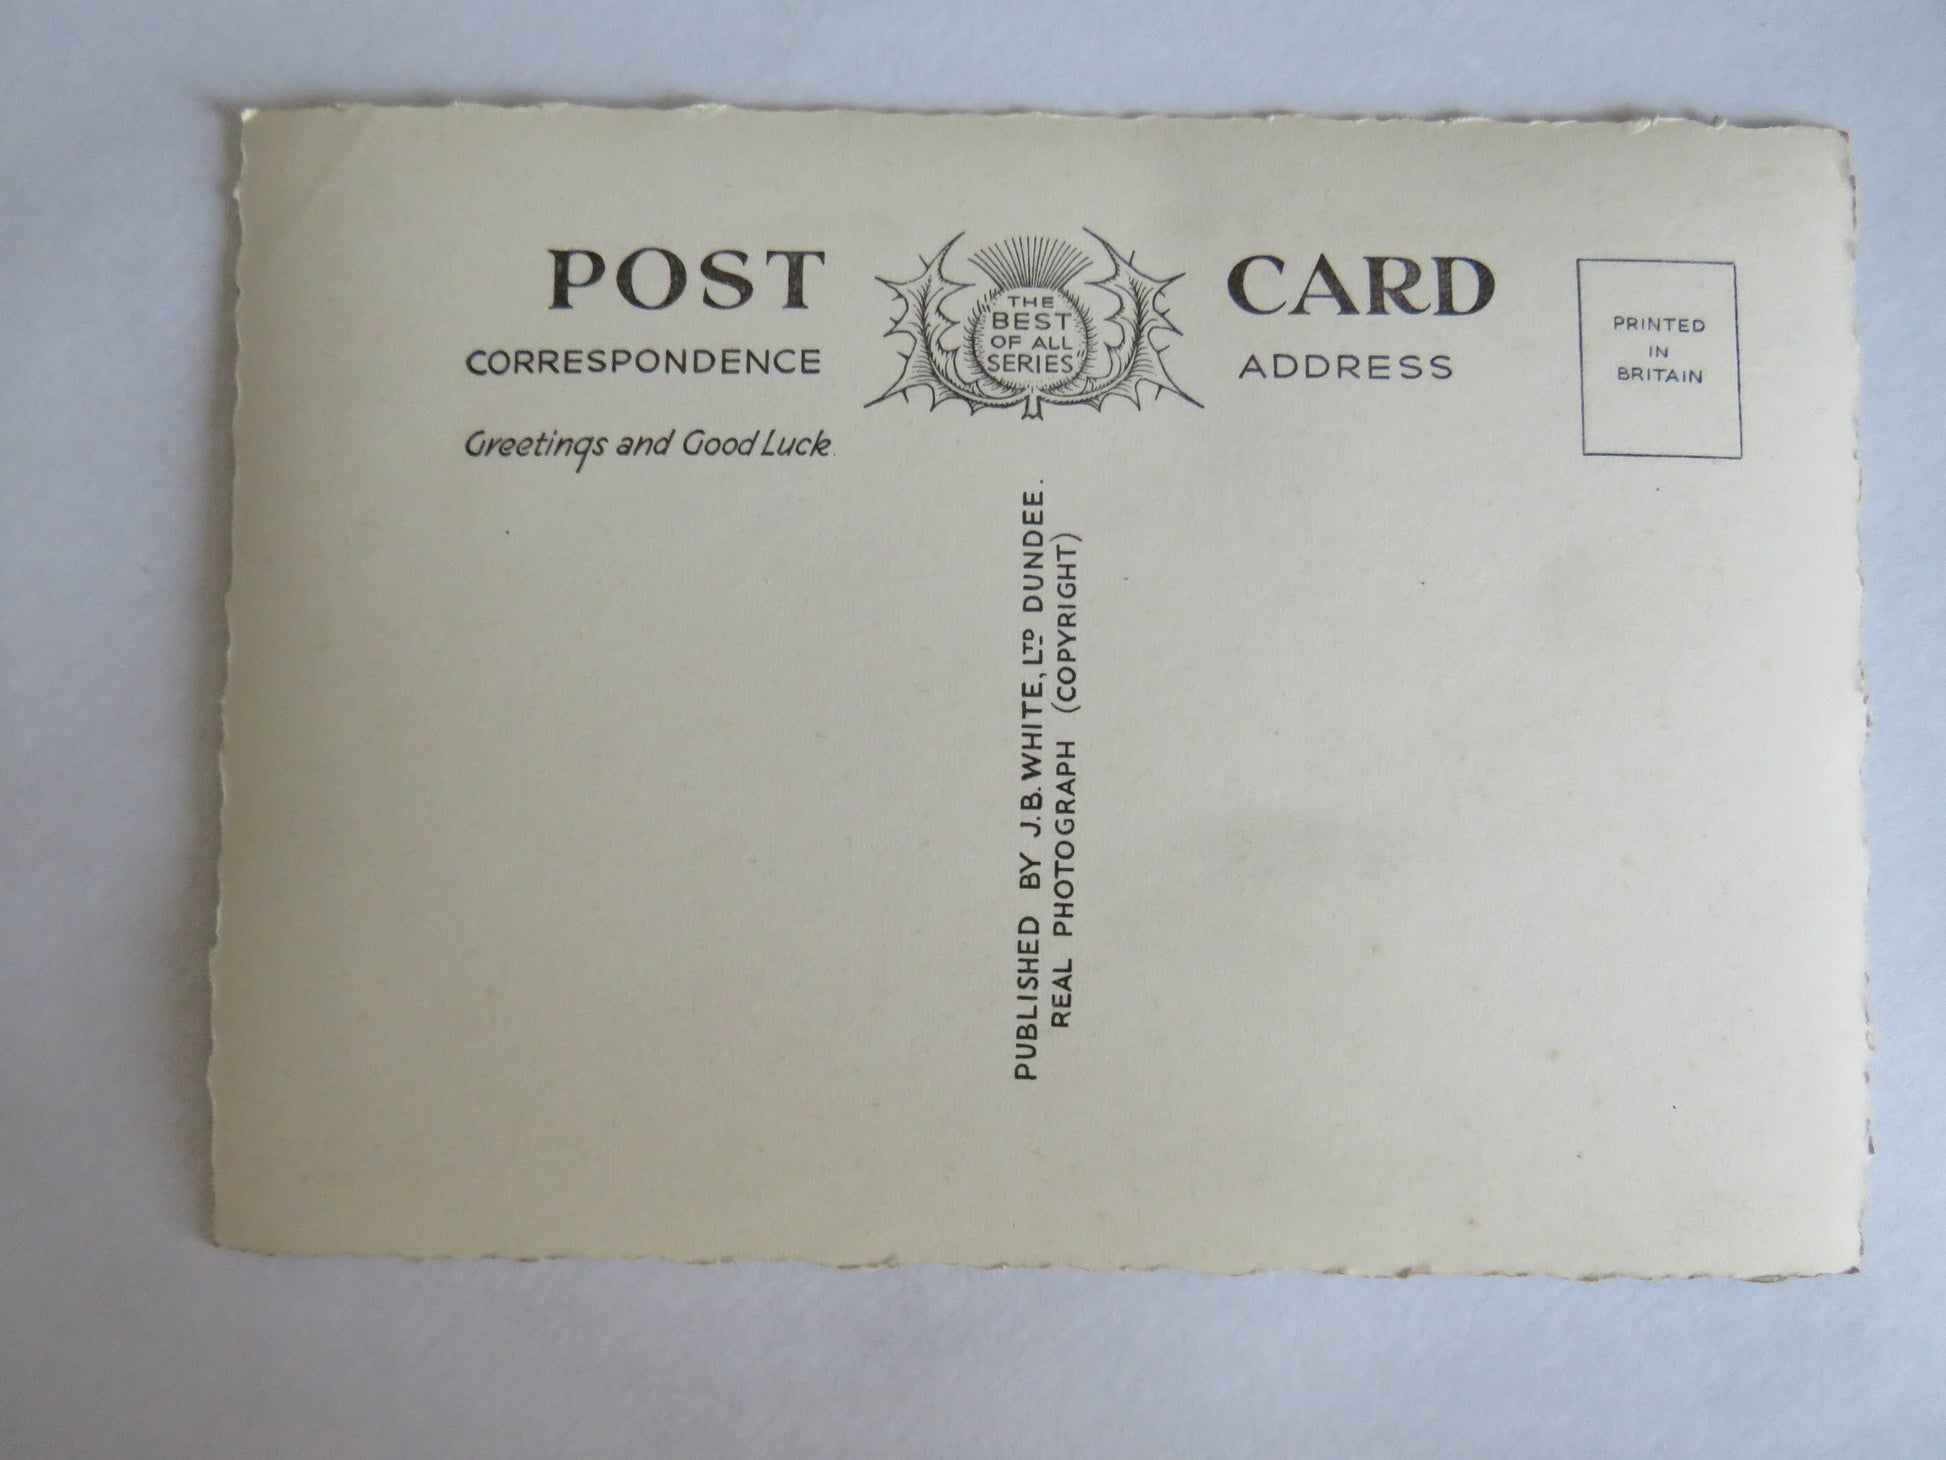 POST CARD
THE
BEST
OF ALL
SERIES"
CORRESPONDENCE
ADDRESS
PRINTED
IN
BRITAIN
Greetings and Good Luck.
PUBLISHED BY J.B. WHITE, LTD DUNDEE.
REAL PHOTOGRAPH (COPYRIGHT)